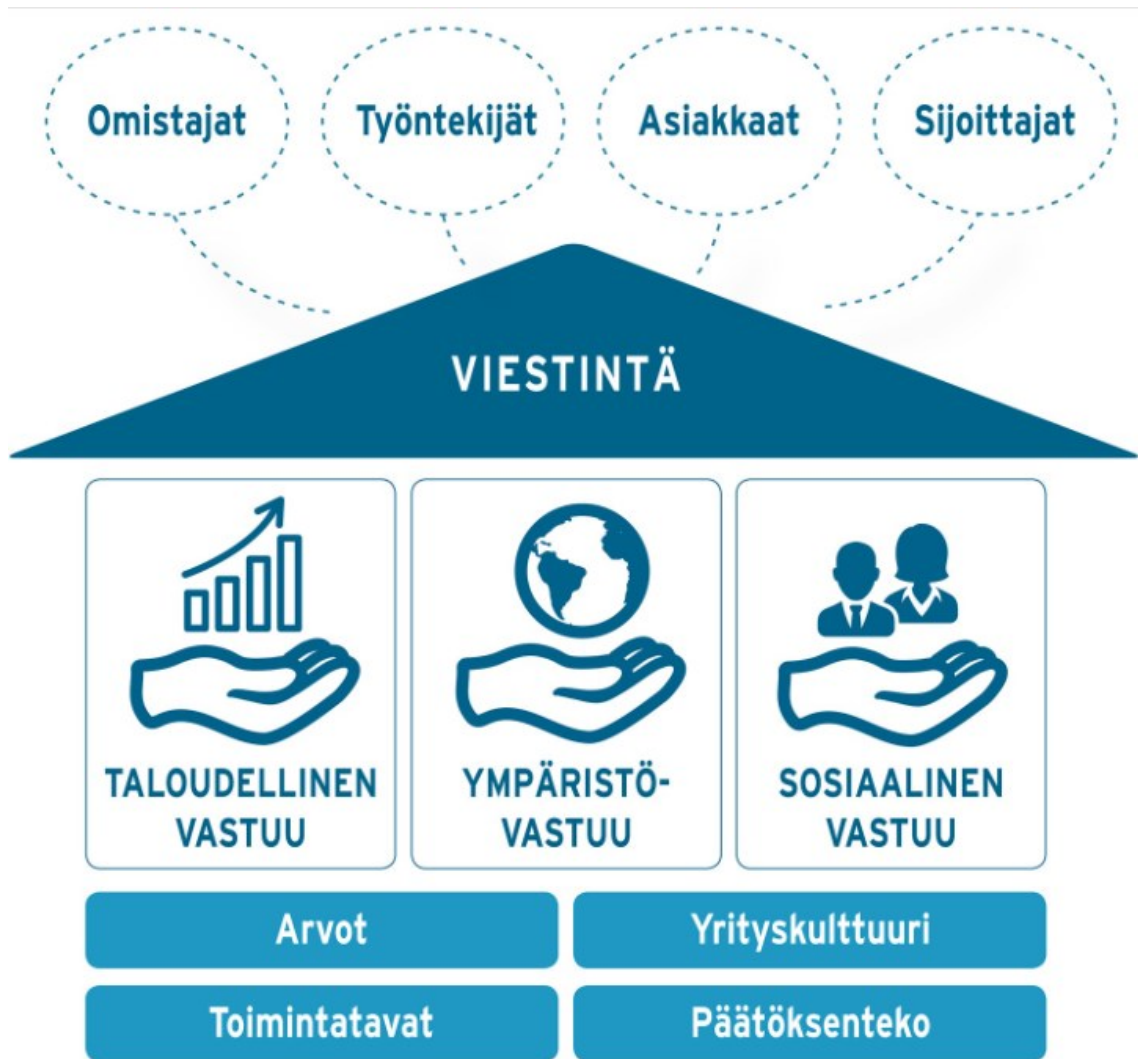 Omistajat
Työntekijät
Asiakkaat
Sijoittajat
VIESTINTÄ
TALOUDELLINEN
VASTUU
YMPÄRISTÖ-
VASTUU
SOSIAALINEN
VASTUU
Arvot
Yrityskulttuuri
Toimintatavat
Päätöksenteko